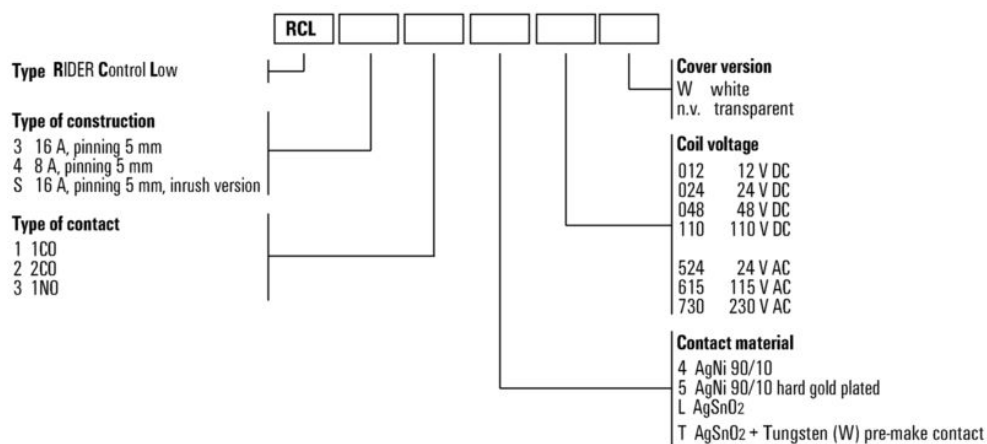 RCL
Type RIDER Control Low
Type of construction
3 16 A, pinning 5 mm
4 8 A, pinning 5 mm
S 16 A, pinning 5 mm, inrush version
Type of contact
1 1CO
2 2CO
3 1NO
Cover version
W white
n.v. transparent
Coil voltage
012 12 V DC
024 24 V DC
048 48 V DC
110 110 V DC
524 24 V AC
615 115 V AC
730 230 V AC
Contact material
4 AgNi 90/10
5 AgNi 90/10 hard gold plated
L AgSnO2
T AgSnO2 + Tungsten (W) pre-make contact